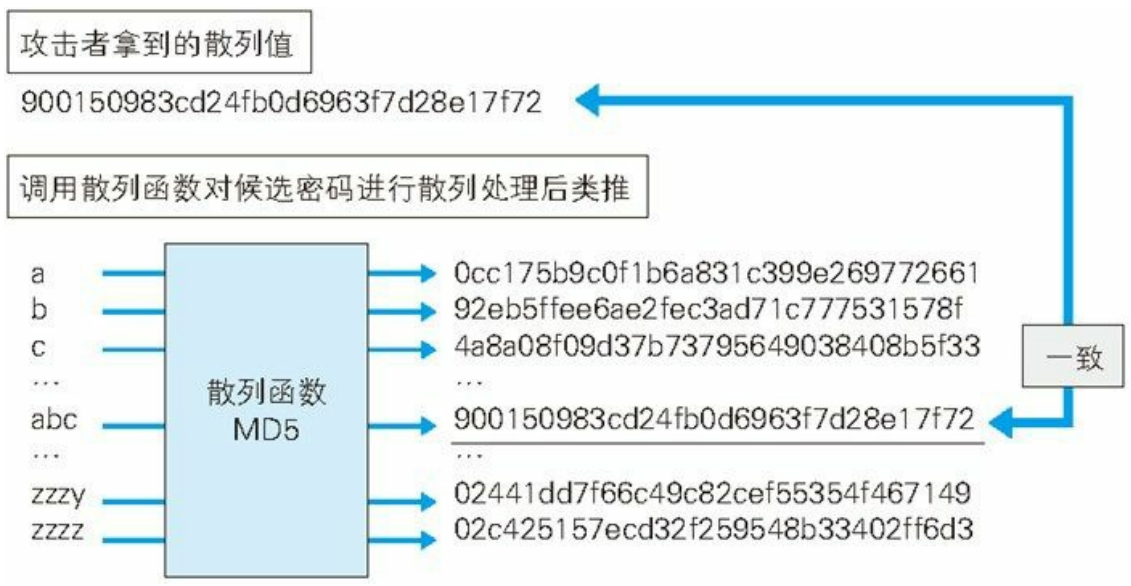 攻击者拿到的散列值
900150983cd24fb0d6963f7d28e17f72
调用散列函数对候选密码进行散列处理后类推
a 0cc175b9c0f1b6a831c399e269772661
b 92eb5ffee6ae2fec3ad71c777531578f
c 4a8a08f09d37b73795649038408b5f33
… …
散列函数
MD5
一致
abc 900150983cd24fb0d6963f7d28e17f72
… …
zzzy 02441dd7f66c49c82cef55354f467149
zzzz 02c425157ecd32f259548b33402ff6d3